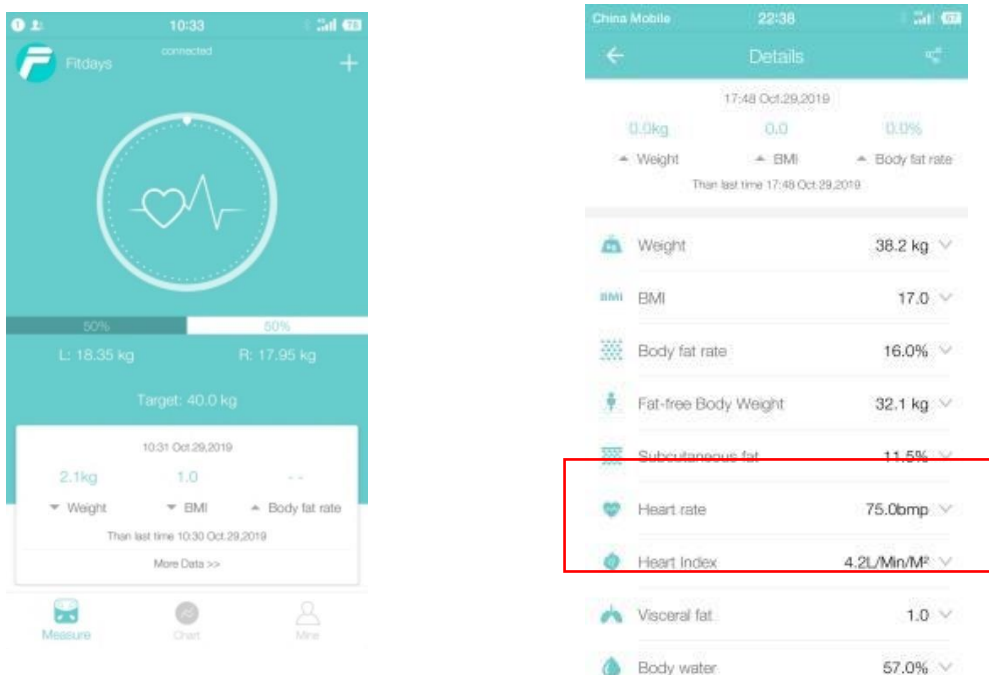 10:33
78
Fitdays
connected
+
50% 50%
L: 18.35 kg R: 17.95 kg
Target: 40.0 kg
10:31 Oct.29,2019
2.1kg 1.0 - -
Weight BMI Body fat rate
Than last time 10:30 Oct.29,2019
More Data >>
Measure Chart Mine
China Mobile 22:38 67
Details
17:48 Oct.29,2019
0.0kg 0.0 0.0%
Weight BMI Body fat rate
Than last time 17:48 Oct.29,2019
Weight 38.2 kg
BMI BMI 17.0
Body fat rate 16.0%
Fat-free Body Weight 32.1 kg
Subcutaneous fat 11.5%
Heart rate 75.0bmp
Heart Index 4.2L/Min/M²
Visceral fat 1.0
Body water 57.0%